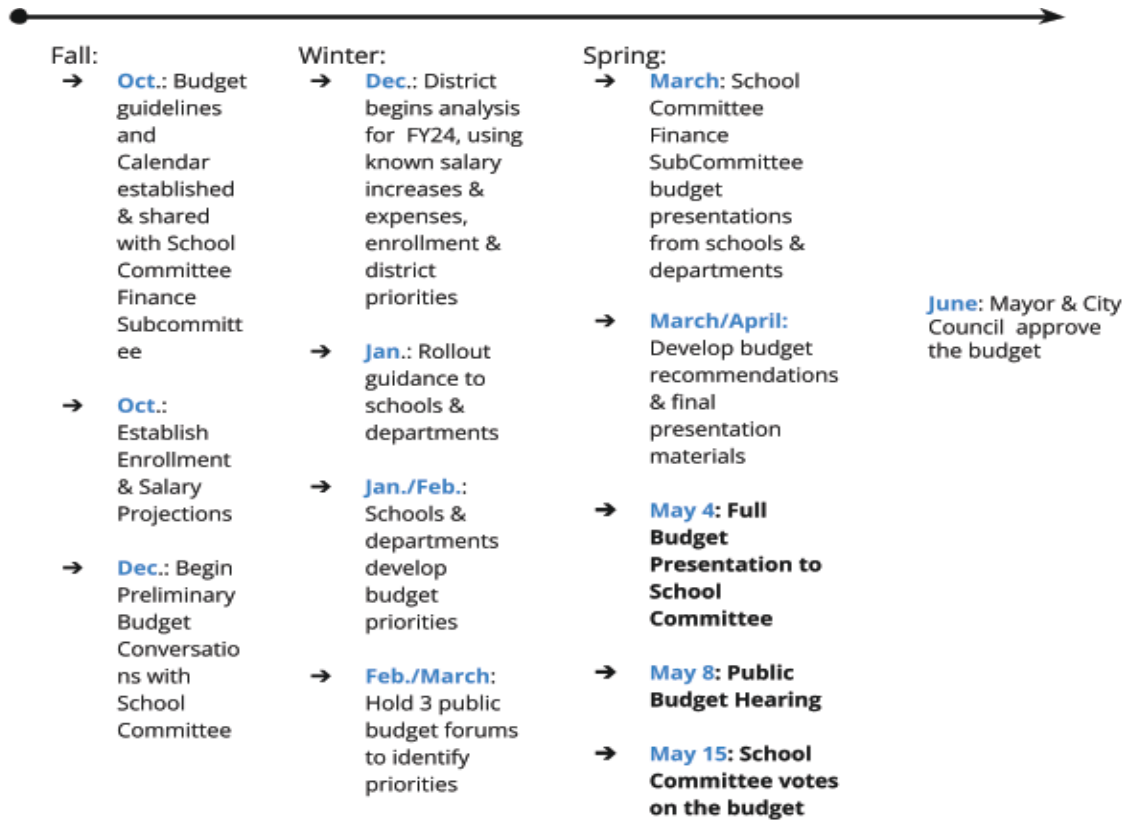 Fall:
➔ Oct.: Budget
guidelines
and
Calendar
established
& shared
with School
Committee
Finance
Subcommitt
ee
➔ Oct.:
Establish
Enrollment
& Salary
Projections
➔ Dec.: Begin
Preliminary
Budget
Conversatio
ns with
School
Committee
Winter:
➔ Dec.: District
begins analysis
for FY24, using
known salary
increases &
expenses,
enrollment &
district
priorities
➔ Jan.: Rollout
guidance to
schools &
departments
➔ Jan./Feb.:
Schools &
departments
develop
budget
priorities
➔ Feb./March:
Hold 3 public
budget forums
to identify
priorities
Spring:
➔ March: School
Committee
Finance
SubCommittee
budget
presentations
from schools &
departments
➔ March/April:
Develop budget
recommendations
& final
presentation
materials
➔ May 4: Full
Budget
Presentation to
School
Committee
➔ May 8: Public
Budget Hearing
➔ May 15: School
Committee votes
on the budget
June: Mayor & City
Council approve
the budget